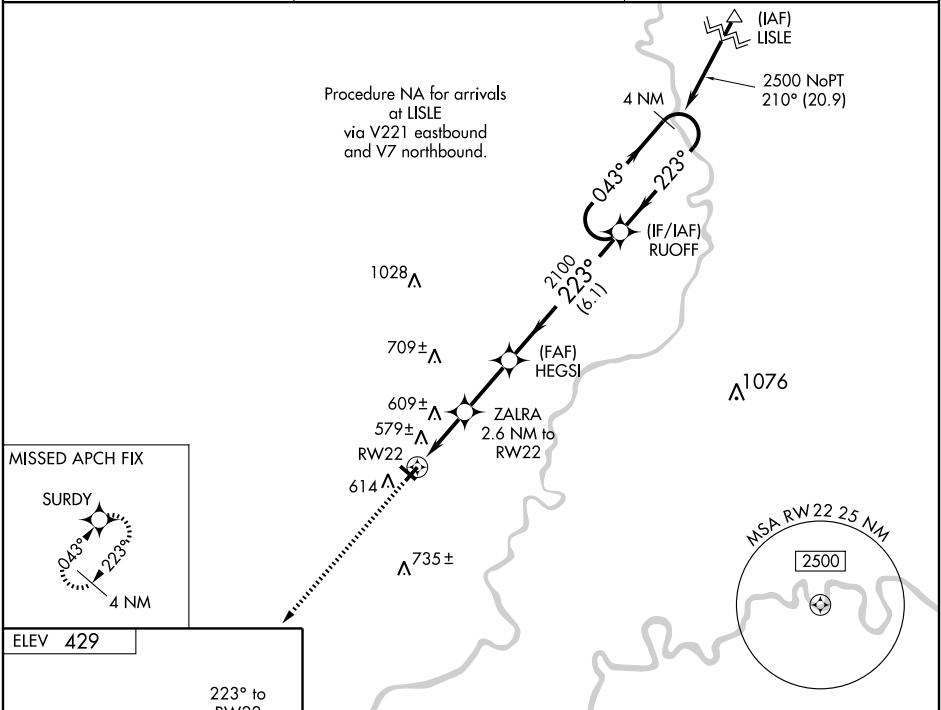 (IAF)
LISLE
2500 NoPT
210° (20.9)
Procedure NA for arrivals
at LISLE
via V221 eastbound
and V7 northbound.
4 NM
043°
223°
(IF/IAF)
RUOFF
2100
223°
(6.1)
1028
709±
(FAF)
HEGSI
1076
609±
ZALRA
2.6 NM to
RW22
579±
RW22
614
735±
MISSED APCH FIX
SURDY
043°
223°
4 NM
MSA RW22 25 NM
2500
ELEV 429
223° to
RW22